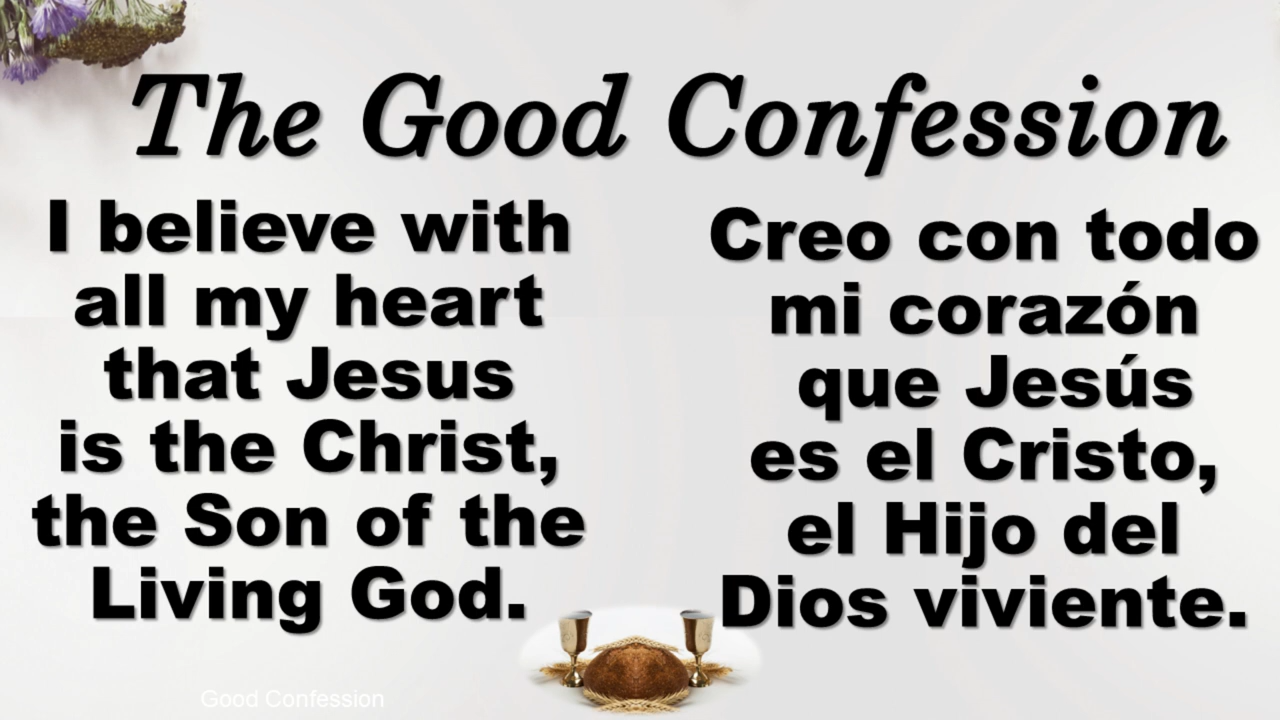 The Good Confession
I believe with
all my heart
that Jesus
is the Christ,
the Son of the
Living God.
Creo con todo
mi corazón
que Jesús
es el Cristo,
el Hijo del
Dios viviente.
Good Confession